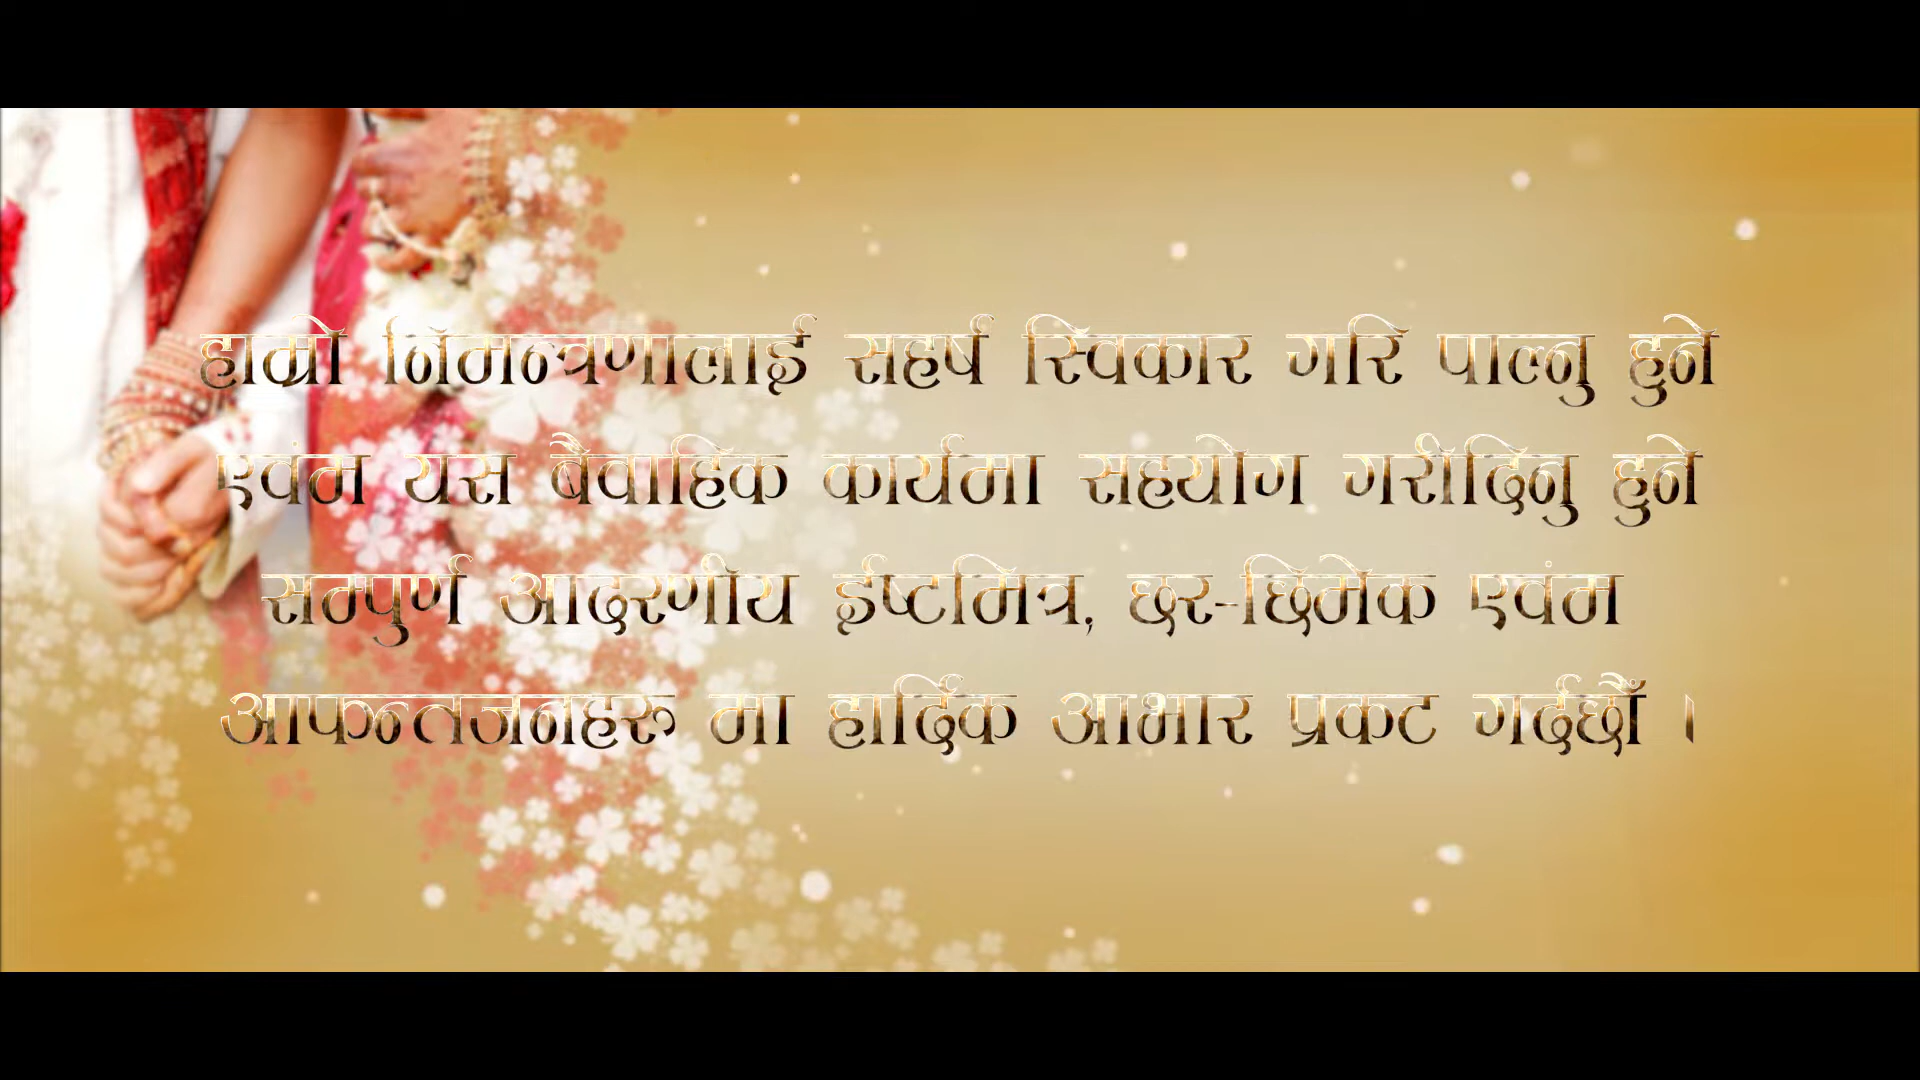 हाम्रो निमन्त्रणालाई सहर्ष स्विकार गरि पाल्नु हुने
एवंम यस बैवाहिक कार्यमा सहयोग गरीदिनु हुने
सम्पुर्ण आदरणीय ईष्टमित्र, छर-छिमेक एवंम
आफन्तजनहरु मा हार्दिक आभार प्रकट गर्दछौँ ।